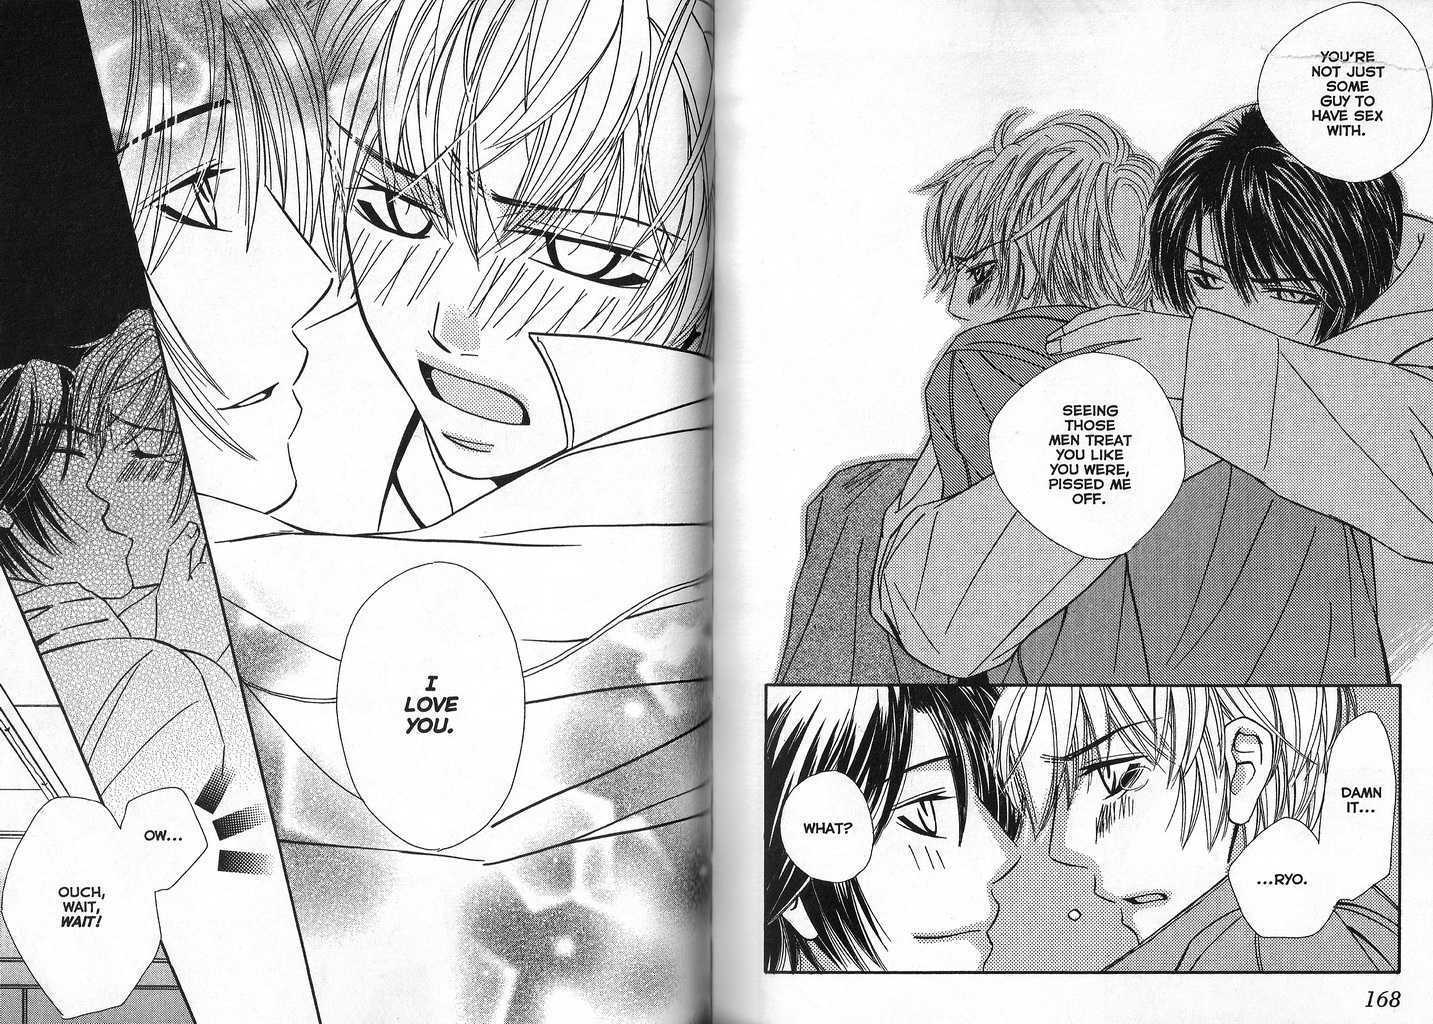 YOU'RE
NOT JUST
SOME
GUY TO
HAVE SEX
WITH.
SEEING
THOSE
MEN TREAT
YOU LIKE
YOU WERE,
PISSED ME
OFF.
DAMN
IT...
...RYO.
WHAT?
168
I
LOVE
YOU.
OW...
OUCH,
WAIT,
WAIT!